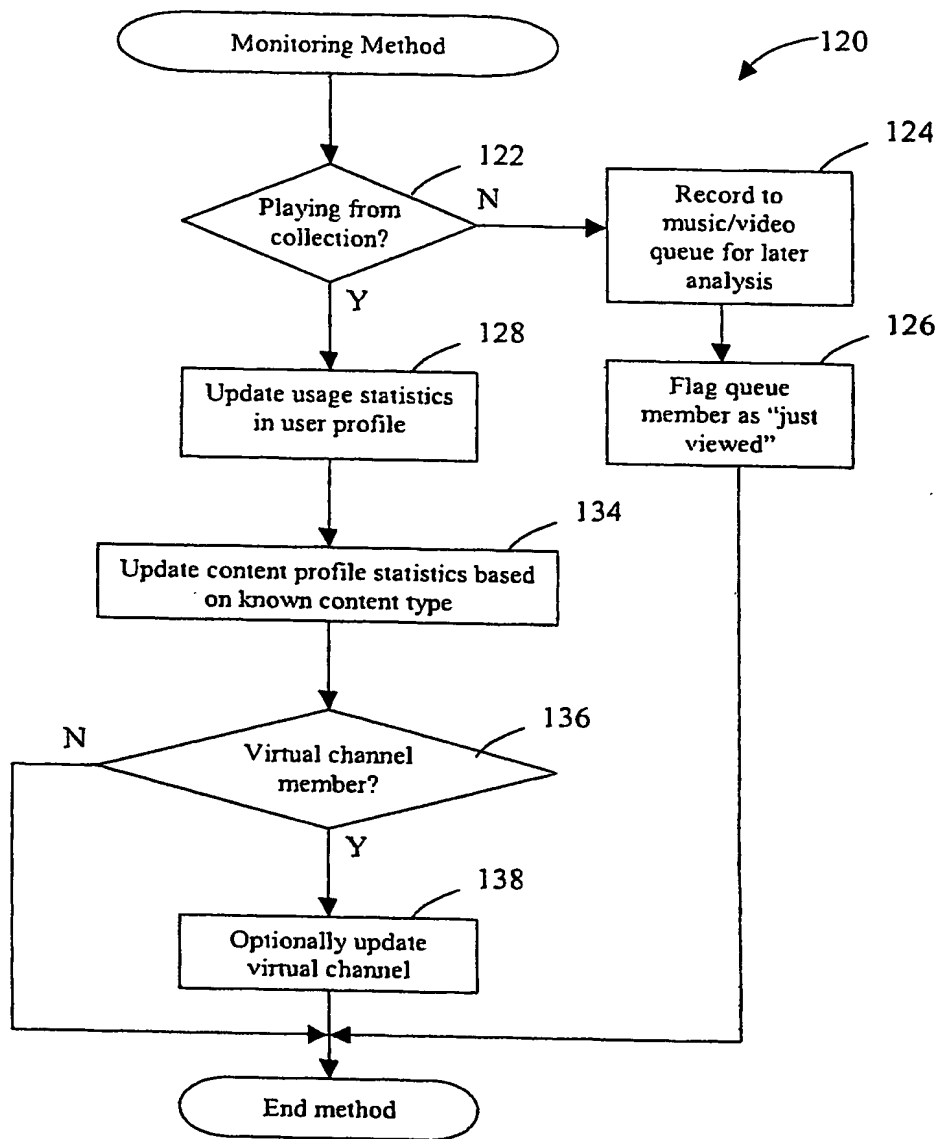 Monitoring Method
120
122
Playing from
collection?
N
Y
124
Record to
music/video
queue for later
analysis
126
Flag queue
member as “just
viewed”
128
Update usage statistics
in user profile
134
Update content profile statistics based
on known content type
136
N
Virtual channel
member?
Y
138
Optionally update
virtual channel
End method